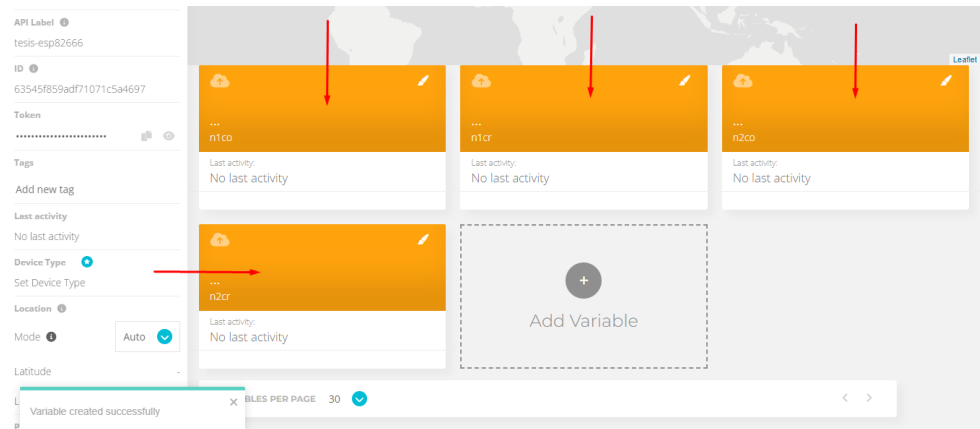 API Label
tesis-esp82666
ID
63545f859adf71071c5a4697
Token
••••••••••••••••••••••••
Tags
Add new tag
Last activity
No last activity
Device Type
Set Device Type
Location
Mode
Auto
Latitude
-
Variable created successfully
Leaflet
...
n1co
Last activity:
No last activity
...
n1cr
Last activity:
No last activity
...
n2co
Last activity:
No last activity
...
n2cr
Last activity:
No last activity
Add Variable
BLES PER PAGE 30